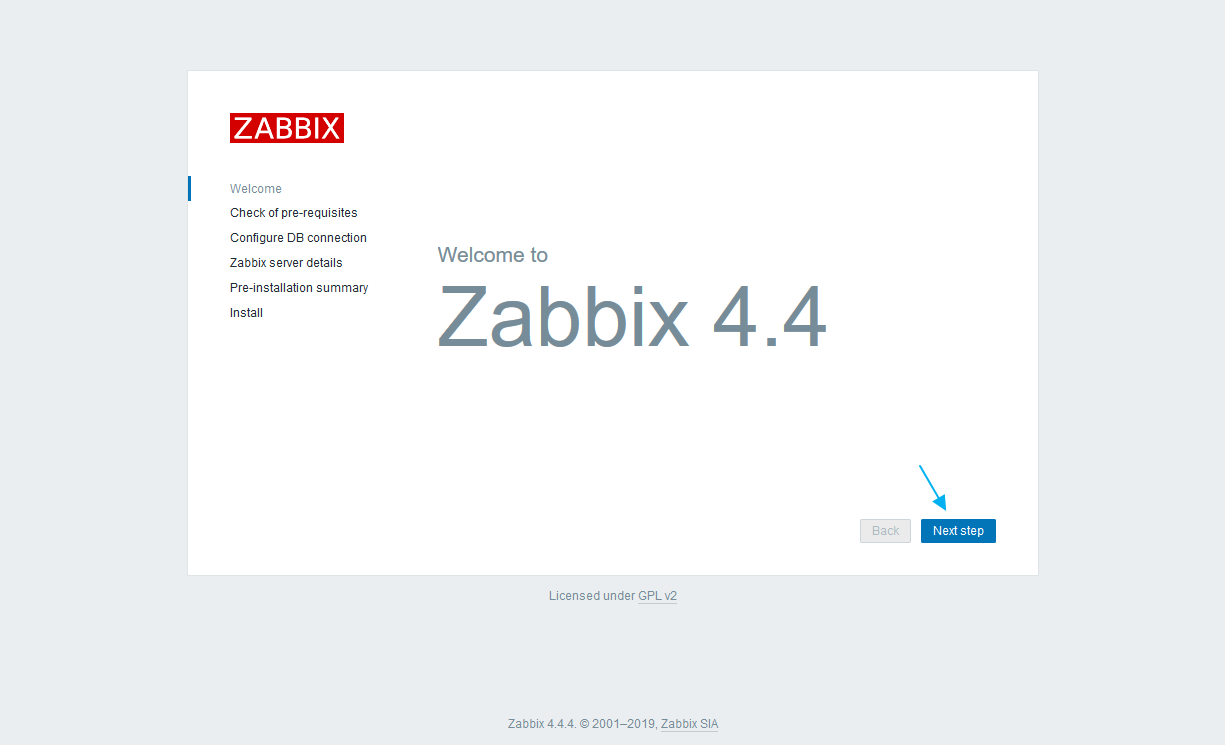 ZABBIX
Welcome
Check of pre-requisites
Configure DB connection
Zabbix server details
Pre-installation summary
Install
Welcome to
Zabbix 4.4
Back
Next step
Licensed under GPL v2
Zabbix 4.4.4. © 2001–2019, Zabbix SIA